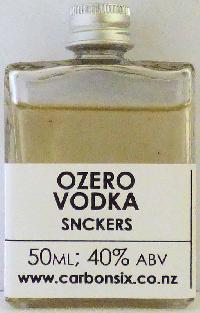 OZERO
VODKA
SNCKERS
50ML; 40% ABV
www.carbonsix.co.nz